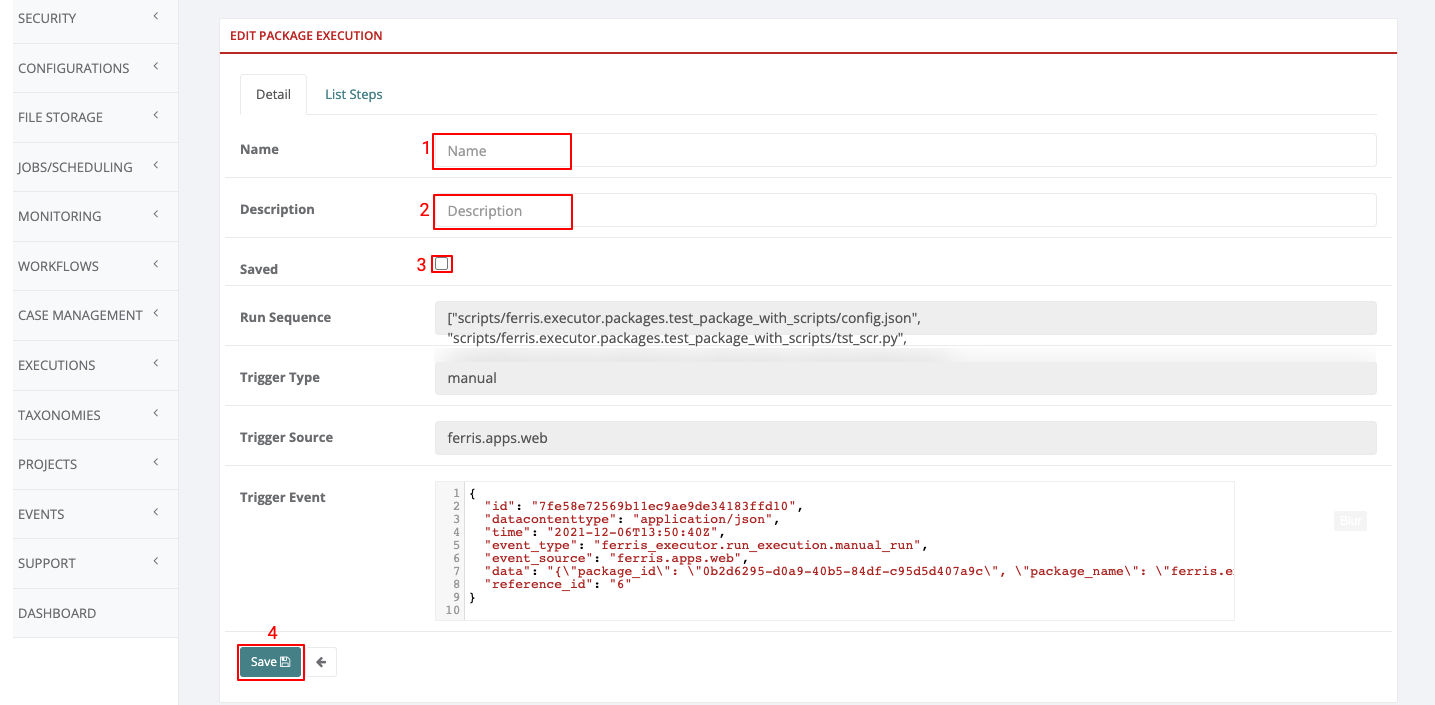 SECURITY
CONFIGURATIONS
FILE STORAGE
JOBS/SCHEDULING
MONITORING
WORKFLOWS
CASE MANAGEMENT
EXECUTIONS
TAXONOMIES
PROJECTS
EVENTS
SUPPORT
DASHBOARD
EDIT PACKAGE EXECUTION
Detail List Steps
Name 1 Name
Description 2 Description
Saved 3
Run Sequence ["scripts/ferris.executor.packages.test_package_with_scripts/config.json",
"scripts/ferris.executor.packages.test_package_with_scripts/tst_scr.py",
Trigger Type manual
Trigger Source ferris.apps.web
Trigger Event
1 {
2 "id": "7fe58e72569b11ec9ae9de34183ffd10",
3 "datacontenttype": "application/json",
4 "time": "2021-12-06T13:50:40Z",
5 "event_type": "ferris_executor.run_execution.manual_run",
6 "event_source": "ferris.apps.web",
7 "data": "{\"package_id\": \"0b2d6295-d0a9-40b5-84df-c95d5d407a9c\", \"package_name\": \"ferris.e
8 "reference_id": "6"
9 }
10
Blur
4
Save